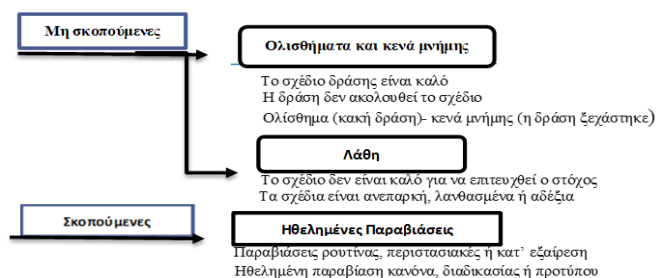 Μη σκοπούμενες
Ολισθήματα και κενά μνήμης
Το σχέδιο δράσης είναι καλό
Η δράση δεν ακολουθεί το σχέδιο
Ολίσθημα (κακή δράση)- κενά μνήμης (η δράση ξεχάστηκε)
Λάθη
Το σχέδιο δεν είναι καλό για να επιτευχθεί ο στόχος
Τα σχέδια είναι ανεπαρκή, λανθασμένα ή αδέξια
Σκοπούμενες
Ηθελημένες Παραβιάσεις
Παραβιάσεις ρουτίνας, περιστασιακές ή κατ’ εξαίρεση
Ηθελημένη παραβίαση κανόνα, διαδικασίας ή προτύπου